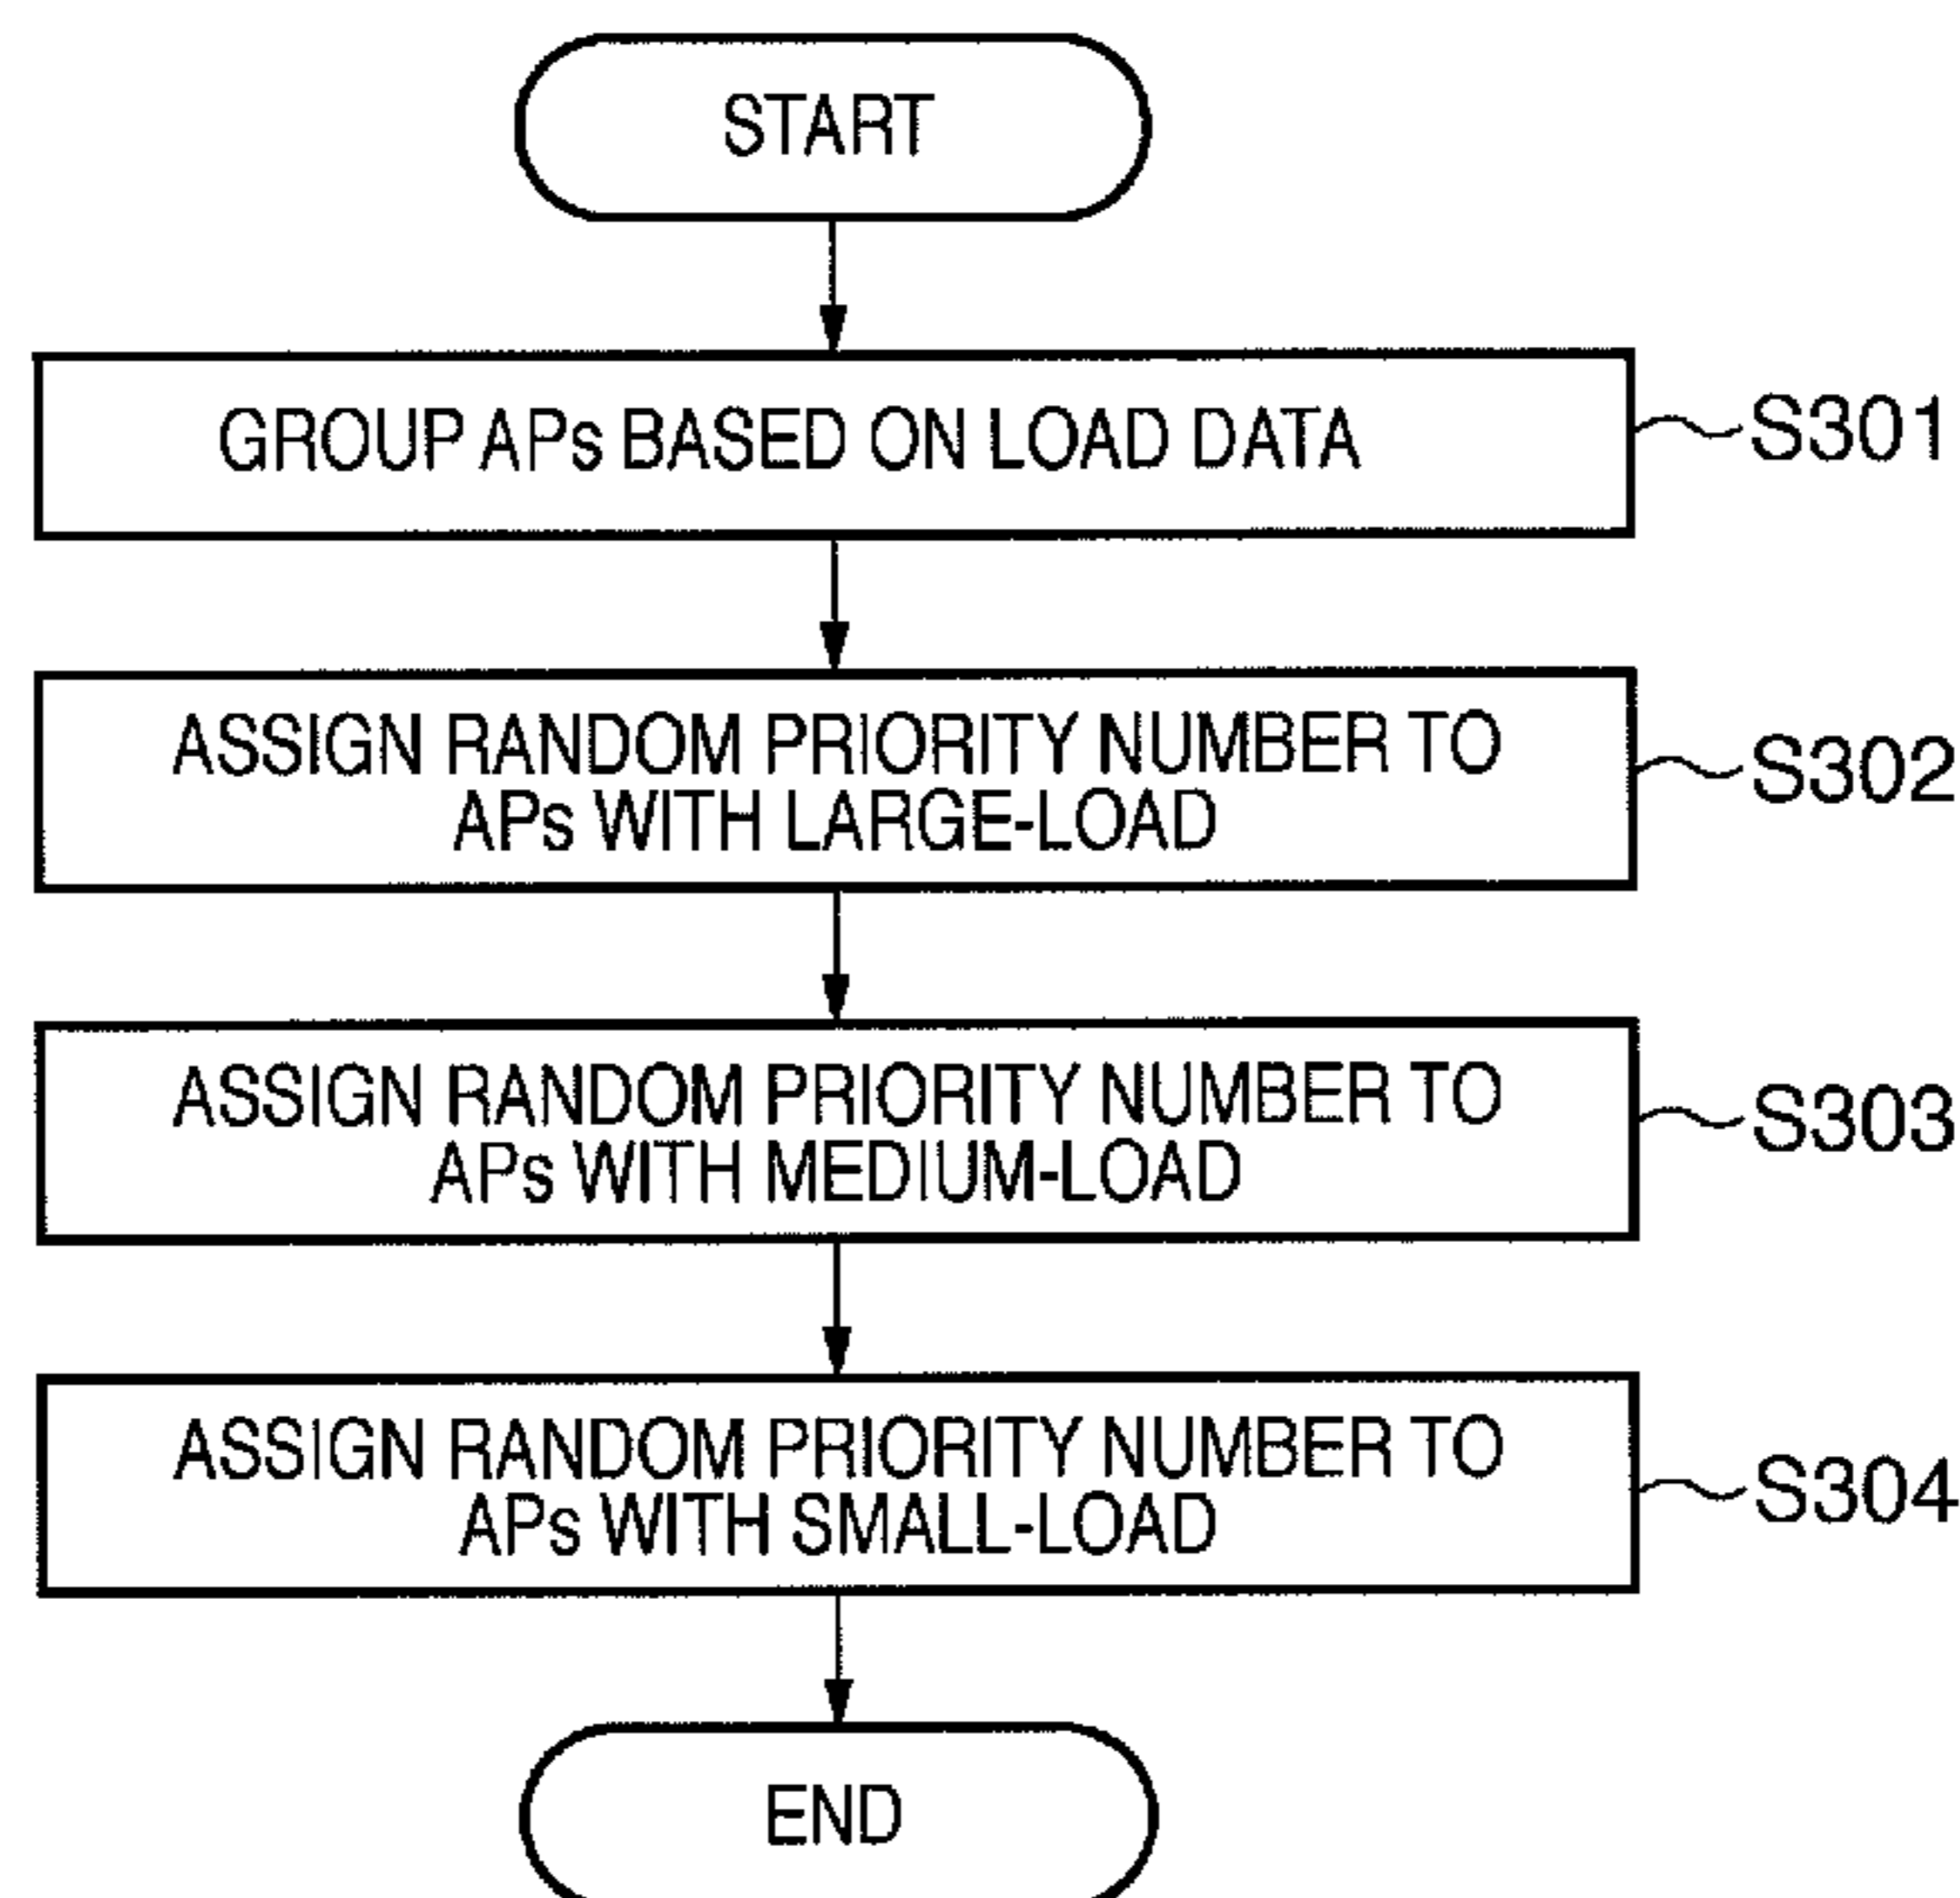 START
GROUP APs BASED ON LOAD DATA
S301
ASSIGN RANDOM PRIORITY NUMBER TO
APs WITH LARGE-LOAD
S302
ASSIGN RANDOM PRIORITY NUMBER TO
APs WITH MEDIUM-LOAD
S303
ASSIGN RANDOM PRIORITY NUMBER TO
APs WITH SMALL-LOAD
S304
END